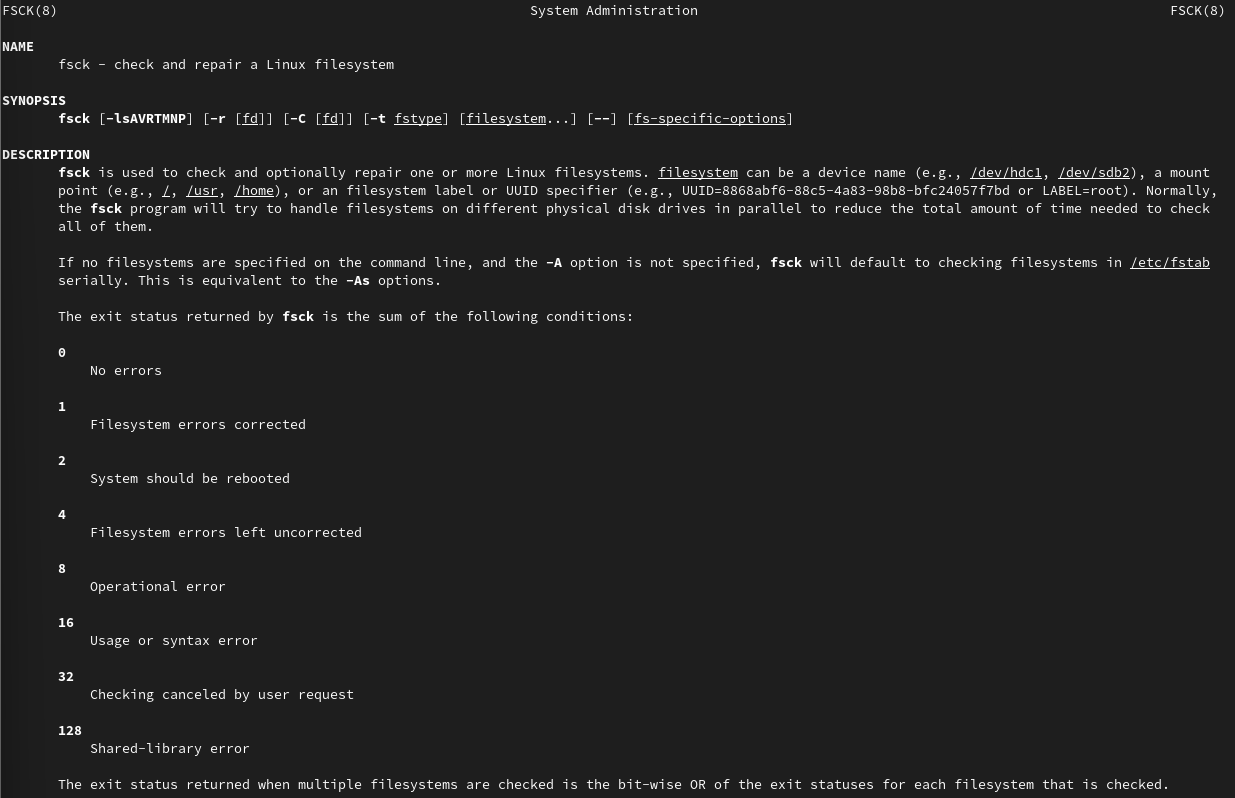 FSCK(8) System Administration FSCK(8)
NAME
fsck – check and repair a Linux filesystem
SYNOPSIS
fsck [–lsAVRTMNP] [–r [fd]] [–C [fd]] [–t fstype] [filesystem...] [––] [fs–specific–options]
DESCRIPTION
fsck is used to check and optionally repair one or more Linux filesystems. filesystem can be a device name (e.g., /dev/hdc1, /dev/sdb2), a mount
point (e.g., /, /usr, /home), or an filesystem label or UUID specifier (e.g., UUID=8868abf6–88c5–4a83–98b8–bfc24057f7bd or LABEL=root). Normally,
the fsck program will try to handle filesystems on different physical disk drives in parallel to reduce the total amount of time needed to check
all of them.
If no filesystems are specified on the command line, and the –A option is not specified, fsck will default to checking filesystems in /etc/fstab
serially. This is equivalent to the –As options.
The exit status returned by fsck is the sum of the following conditions:
0
No errors
1
Filesystem errors corrected
2
System should be rebooted
4
Filesystem errors left uncorrected
8
Operational error
16
Usage or syntax error
32
Checking canceled by user request
128
Shared–library error
The exit status returned when multiple filesystems are checked is the bit–wise OR of the exit statuses for each filesystem that is checked.